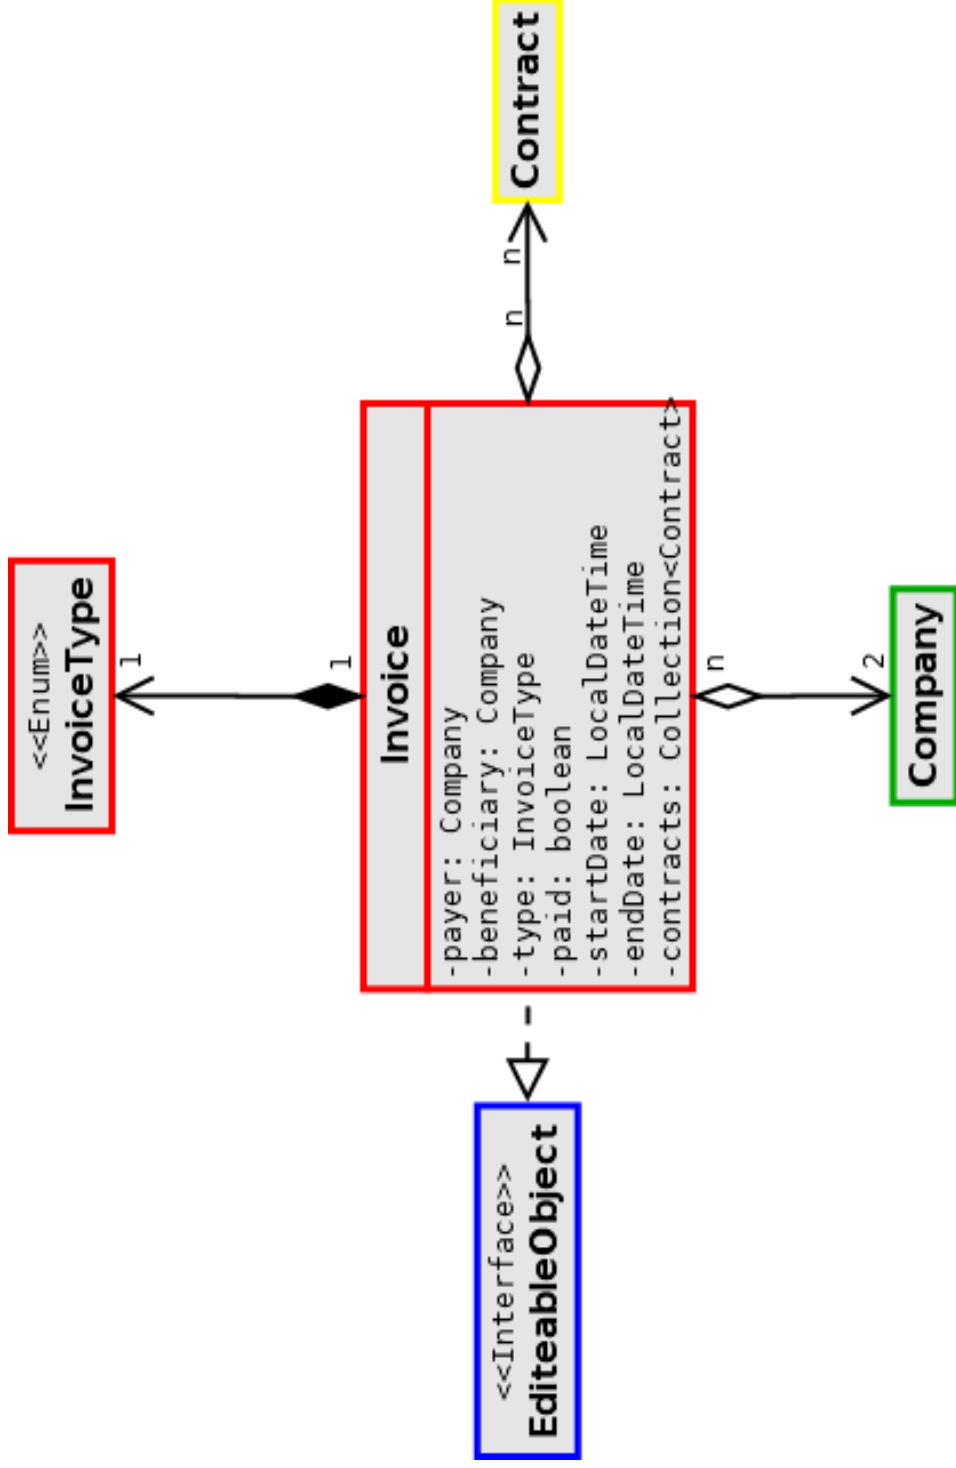 <<Enum>>
InvoiceType
1
1
Invoice
-payer: Company
-beneficiary: Company
-type: InvoiceType
-paid: boolean
-startDate: LocalDateTime
-endDate: LocalDateTime
-contracts: Collection<Contract>
<<Interface>>
EditeableObject
n
n
Contract
n
2
Company